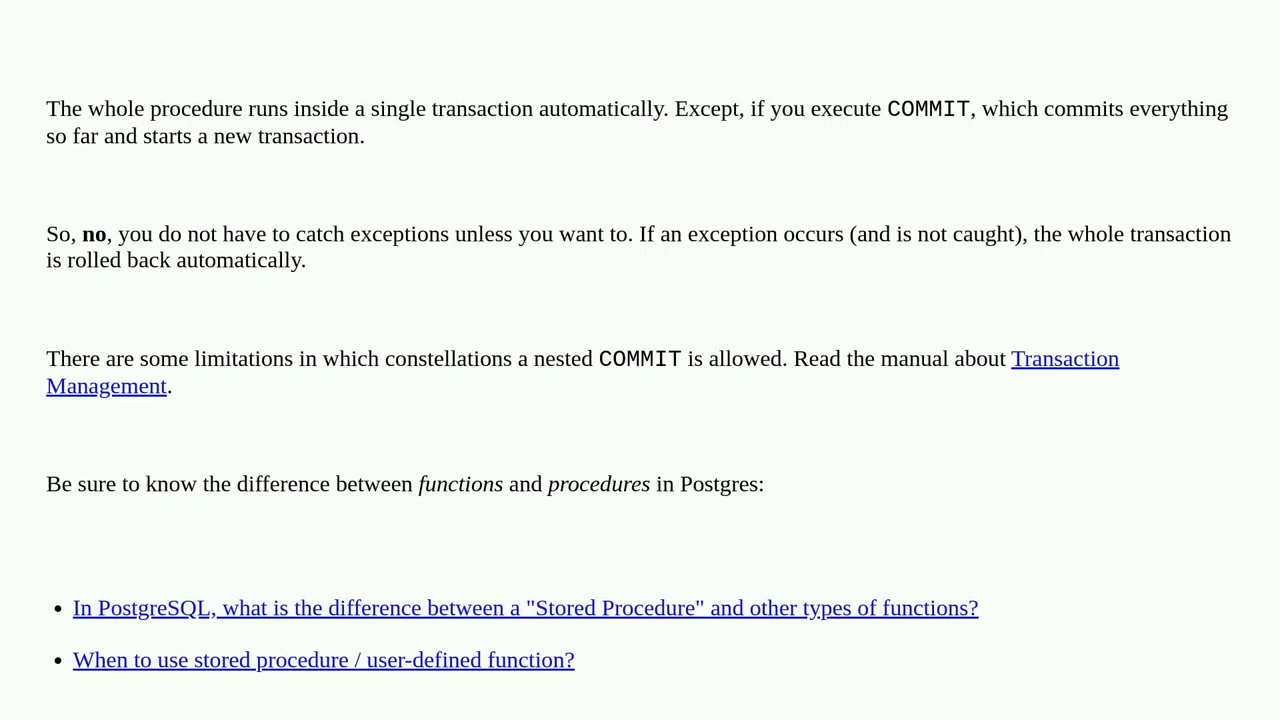 The whole procedure runs inside a single transaction automatically. Except, if you execute COMMIT, which commits everything
so far and starts a new transaction.
So, no, you do not have to catch exceptions unless you want to. If an exception occurs (and is not caught), the whole transaction
is rolled back automatically.
There are some limitations in which constellations a nested COMMIT is allowed. Read the manual about Transaction
Management.
Be sure to know the difference between functions and procedures in Postgres:
• In PostgreSQL, what is the difference between a "Stored Procedure" and other types of functions?
• When to use stored procedure / user-defined function?